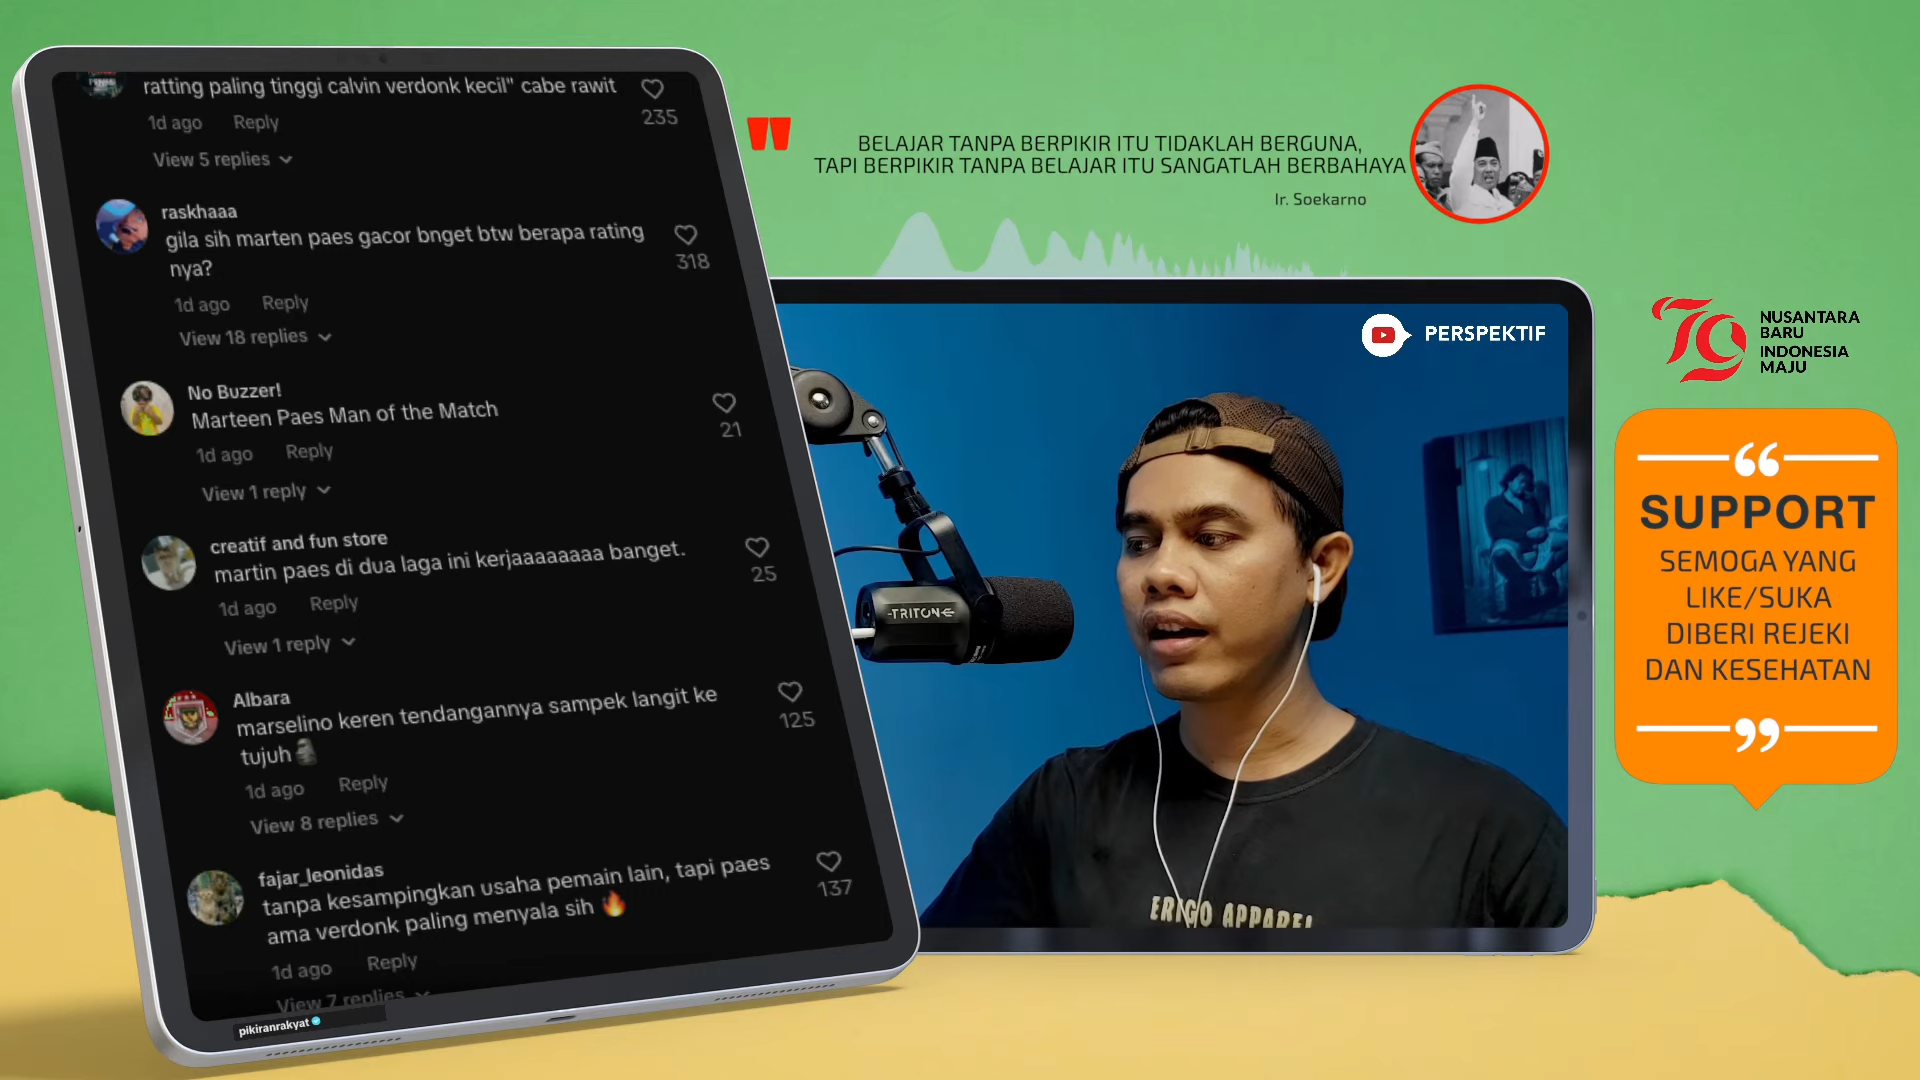 ratting paling tinggi calvin verdonk kecil" cabe rawit
235
1d ago Reply
View 5 replies
raskhaaa
gila sih marten paes gacor bnget btw berapa rating
nya?
318
1d ago Reply
View 18 replies
No Buzzer!
Marteen Paes Man of the Match
21
1d ago Reply
View 1 reply
creatif and fun store
martin paes di dua laga ini kerjaaaaaaaa banget.
25
1d ago Reply
View 1 reply
Albara
marselino keren tendangannya sampek langit ke
tujuh🗿
125
1d ago Reply
View 8 replies
fajar_leonidas
tanpa kesampingkan usaha pemain lain, tapi paes
ama verdonk paling menyala sih 🔥
137
1d ago Reply
View 7 replies
pikiranrakyat
BELAJAR TANPA BERPIKIR ITU TIDAKLAH BERGUNA,
TAPI BERPIKIR TANPA BELAJAR ITU SANGATLAH BERBAHAYA
Ir. Soekarno
PERSPEKTIF
TRITON
ERIGO APPAREL
79
NUSANTARA
BARU
INDONESIA
MAJU
SUPPORT
SEMOGA YANG
LIKE/SUKA
DIBERI REJEKI
DAN KESEHATAN